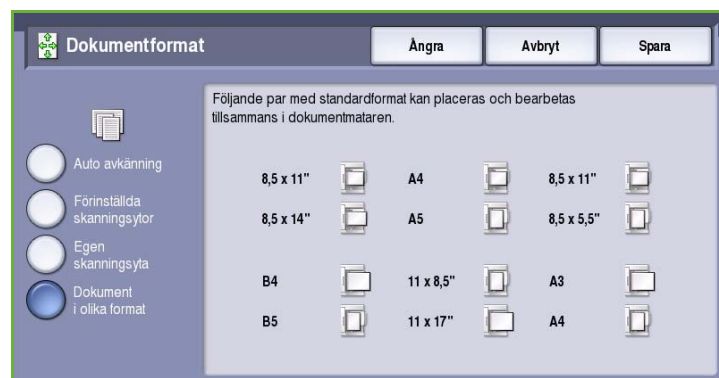 Dokumentformat
Ångra
Avbryt
Spara
Följande par med standardformat kan placeras och bearbetas
tillsammans i dokumentmataren.
Auto avkänning
Förinställda
skanningsytor
Egen
skanningsyta
Dokument
i olika format
8,5 x 11" A4 8,5 x 11"
8,5 x 14" A5 8,5 x 5,5"
B4 11 x 8,5" A3
B5 11 x 17" A4